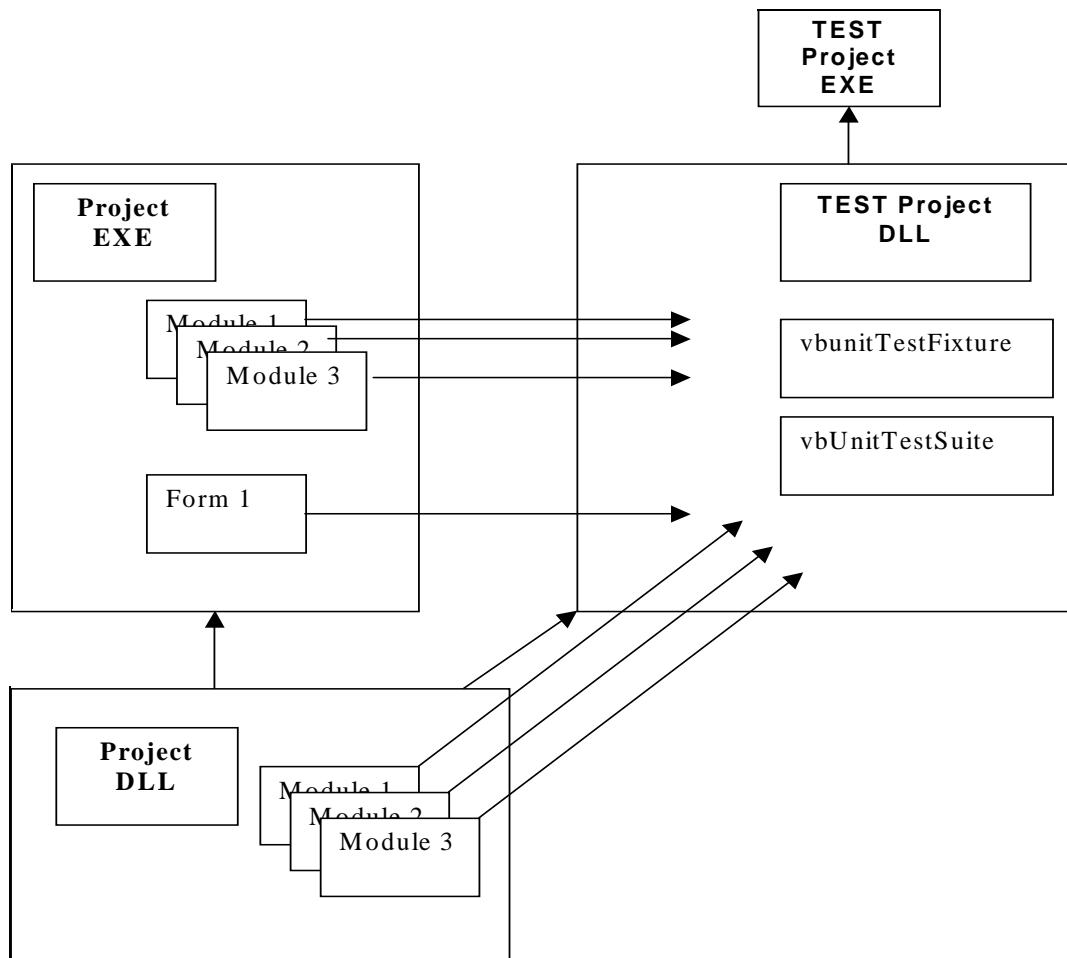 TEST
Project
EXE
Project
EXE
Module 1
Module 2
Module 3
Form 1
TEST Project
DLL
vbunitTestFixture
vbUnitTestSuite
Project
DLL
Module 1
Module 2
Module 3